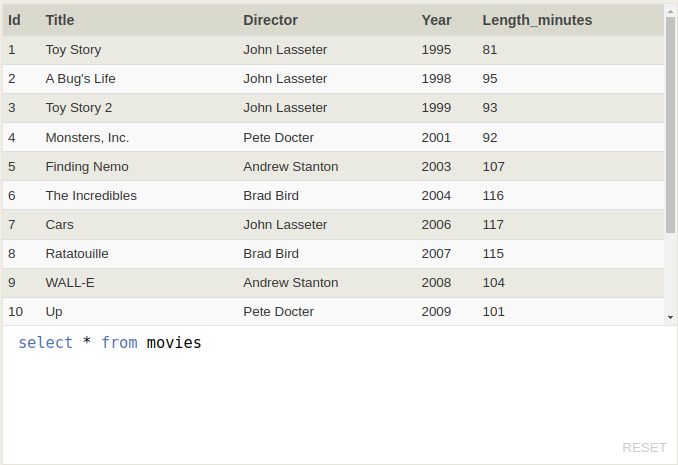 Id Title Director Year Length_minutes
1 Toy Story John Lasseter 1995 81
2 A Bug's Life John Lasseter 1998 95
3 Toy Story 2 John Lasseter 1999 93
4 Monsters, Inc. Pete Docter 2001 92
5 Finding Nemo Andrew Stanton 2003 107
6 The Incredibles Brad Bird 2004 116
7 Cars John Lasseter 2006 117
8 Ratatouille Brad Bird 2007 115
9 WALL-E Andrew Stanton 2008 104
10 Up Pete Docter 2009 101
select * from movies
RESET